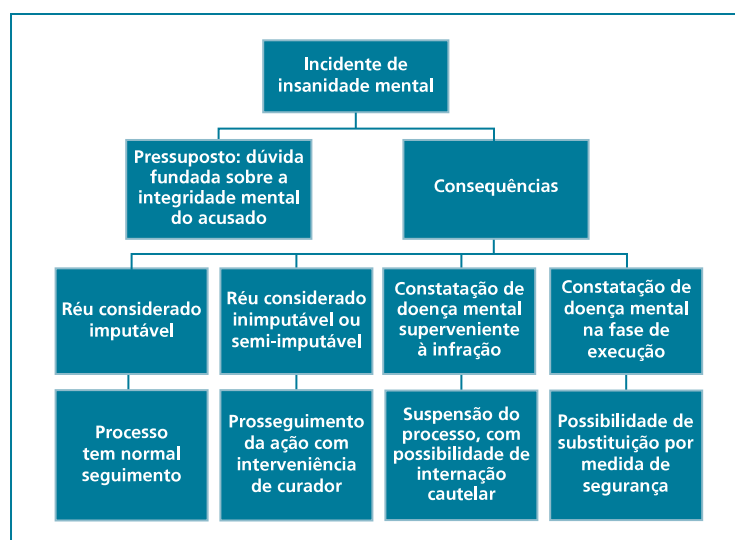 Incidente de
insanidade mental
Pressuposto: dúvida
fundada sobre a
integridade mental
do acusado
Consequências
Réu considerado
imputável
Réu considerado
inimputável ou
semi-imputável
Constatação de
doença mental
superveniente
à infração
Constatação de
doença mental
na fase de
execução
Processo
tem normal
seguimento
Prosseguimento
da ação com
interveniência
de curador
Suspensão do
processo, com
possibilidade de
internação
cautelar
Possibilidade de
substituição por
medida de
segurança